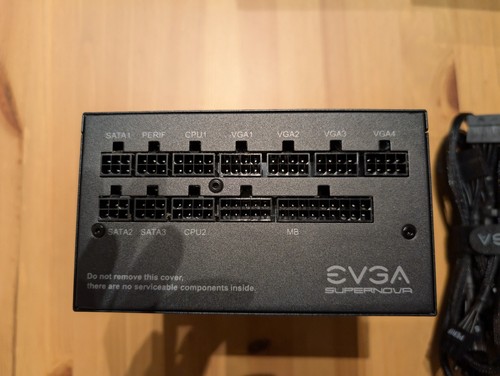 SATA1 PERIF CPU1 VGA1 VGA2 VGA3 VGA4
SATA2 SATA3 CPU2 MB
Do not remove this cover,
there are no serviceable components inside.
EVGA
SUPERNOVA